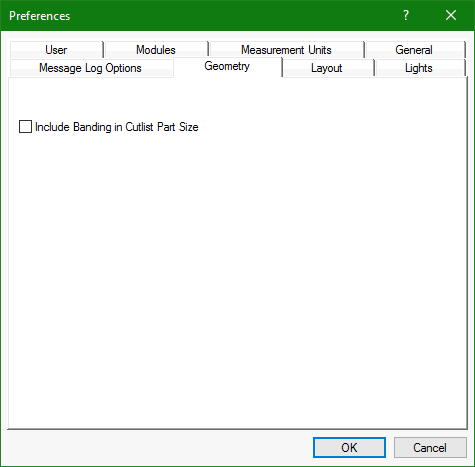 Preferences ?
User Modules Measurement Units General
Message Log Options Geometry Layout Lights
Include Banding in Cutlist Part Size
OK Cancel